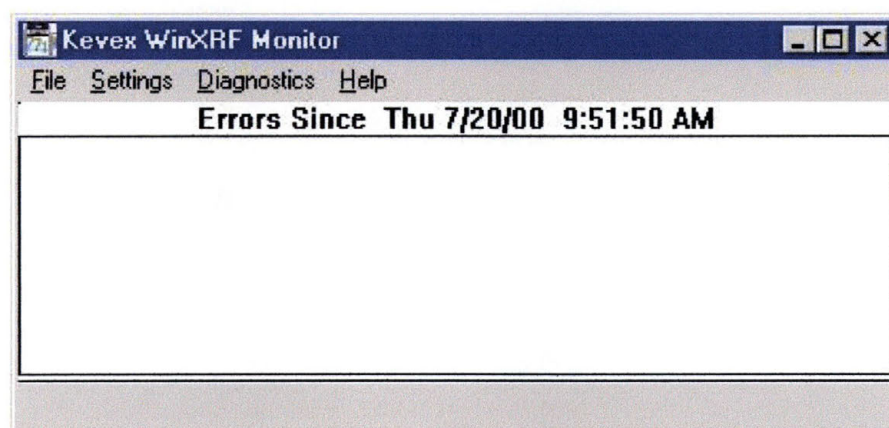 Kevex WinXRF Monitor
File Settings Diagnostics Help
Errors Since Thu 7/20/00 9:51:50 AM